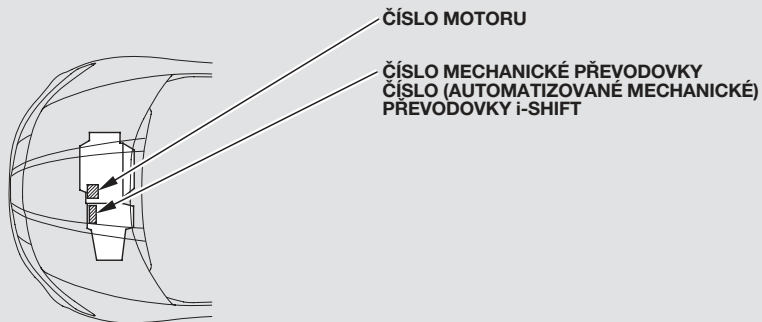 ČÍSLO MOTORU
ČÍSLO MECHANICKÉ PŘEVODOVKY
ČÍSLO (AUTOMATIZOVANÉ MECHANICKÉ)
PŘEVODOVKY i-SHIFT